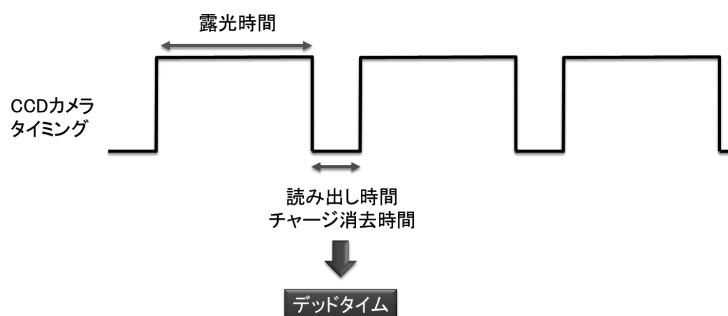 露光時間
CCDカメラ
タイミング
読み出し時間
チャージ消去時間
デッドタイム